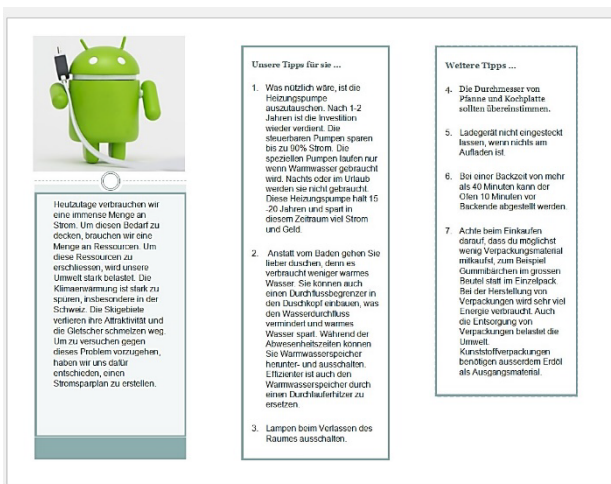 Heutzutage verbrauchen wir
eine immense Menge an
Strom. Um diesen Bedarf zu
decken, brauchen wir eine
Menge an Ressourcen. Um
diese Ressourcen zu
erschliessen, wird unsere
Umwelt stark belastet. Die
Klimaerwärmung ist stark zu
spüren, insbesondere in der
Schweiz. Die Skigebiete
verlieren ihre Attraktivität und
die Gletscher schmelzen weg.
Um zu versuchen gegen
dieses Problem vorzugehen,
haben wir uns dafür
entschieden, einen
Stromsparplan zu erstellen.
Unsere Tipps für sie ...
1. Was nützlich wäre, ist die
Heizungspumpe
auszutauschen. Nach 1-2
Jahren ist die Investition
wieder verdient. Die
steuerbaren Pumpen sparen
bis zu 90% Strom. Die
speziellen Pumpen laufen nur
wenn Warmwasser gebraucht
wird. Nachts oder im Urlaub
werden sie nicht gebraucht.
Diese Heizungspumpe hält 15
-20 Jahren und spart in
diesem Zeitraum viel Strom
und Geld.
2. Anstatt vom Baden gehen Sie
lieber duschen, denn es
verbraucht weniger warmes
Wasser. Sie können auch
einen Durchflussbegrenzer in
den Duschkopf einbauen, was
den Wasserdurchfluss
vermindert und warmes
Wasser spart. Während der
Abwesenheitszeiten können
Sie Warmwasserspeicher
herunter- und ausschalten.
Effizienter ist auch den
Warmwasserspeicher durch
einen Durchlauferhitzer zu
ersetzen.
3. Lampen beim Verlassen des
Raumes ausschalten.
Weitere Tipps ...
4. Die Durchmesser von
Pfanne und Kochplatte
sollten übereinstimmen.
5. Ladegerät nicht eingesteckt
lassen, wenn nichts am
Aufladen ist.
6. Bei einer Backzeit von mehr
als 40 Minuten kann der
Ofen 10 Minuten vor
Backende abgestellt werden.
7. Achte beim Einkaufen
darauf, dass du möglichst
wenig Verpackungsmaterial
mitkaufst, zum Beispiel
Gummibärchen im grossen
Beutel statt im Einzelpack.
Bei der Herstellung von
Verpackungen wird sehr viel
Energie verbraucht. Auch
die Entsorgung von
Verpackungen belastet die
Umwelt.
Kunststoffverpackungen
benötigen ausserdem Erdöl
als Ausgangsmaterial.